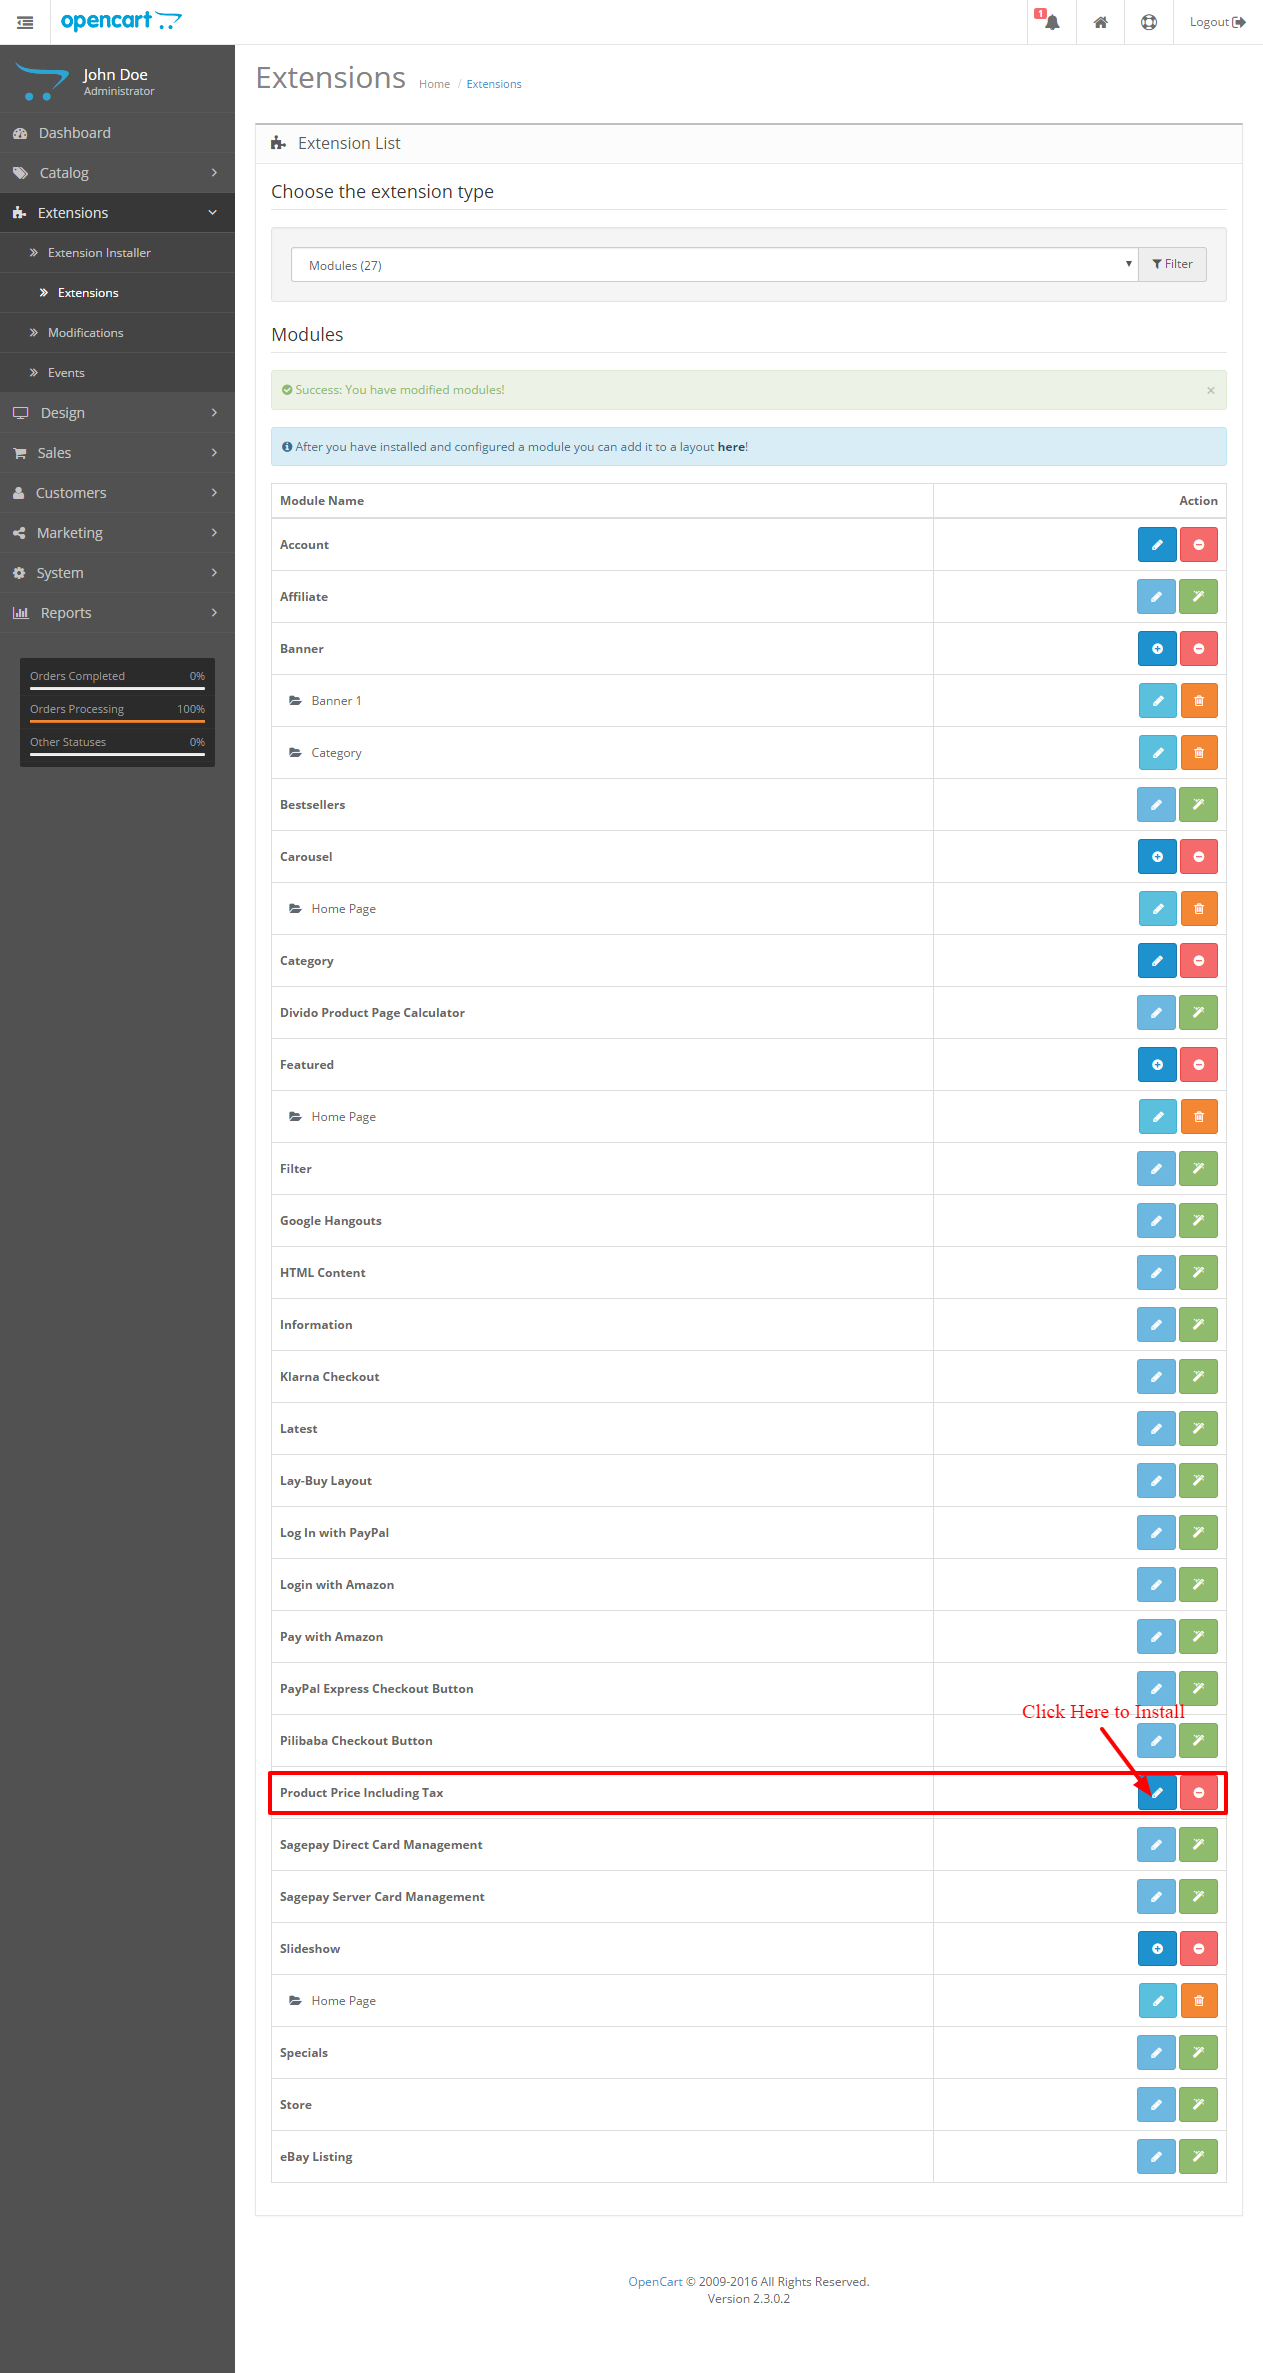 opencart
1
Logout
John Doe
Administrator
Dashboard
Catalog
Extensions
Extension Installer
Extensions
Modifications
Events
Design
Sales
Customers
Marketing
System
Reports
Orders Completed 0%
Orders Processing 100%
Other Statuses 0%
Extensions Home / Extensions
Extension List
Choose the extension type
Modules (27)
Filter
Modules
Success: You have modified modules! ×
After you have installed and configured a module you can add it to a layout here!
Module Name Action
Account
Affiliate
Banner
Banner 1
Category
Bestsellers
Carousel
Home Page
Category
Divido Product Page Calculator
Featured
Home Page
Filter
Google Hangouts
HTML Content
Information
Klarna Checkout
Latest
Lay-Buy Layout
Log In with PayPal
Login with Amazon
Pay with Amazon
PayPal Express Checkout Button
Click Here to Install
Pilibaba Checkout Button
Product Price Including Tax
Sagepay Direct Card Management
Sagepay Server Card Management
Slideshow
Home Page
Specials
Store
eBay Listing
OpenCart © 2009-2016 All Rights Reserved.
Version 2.3.0.2